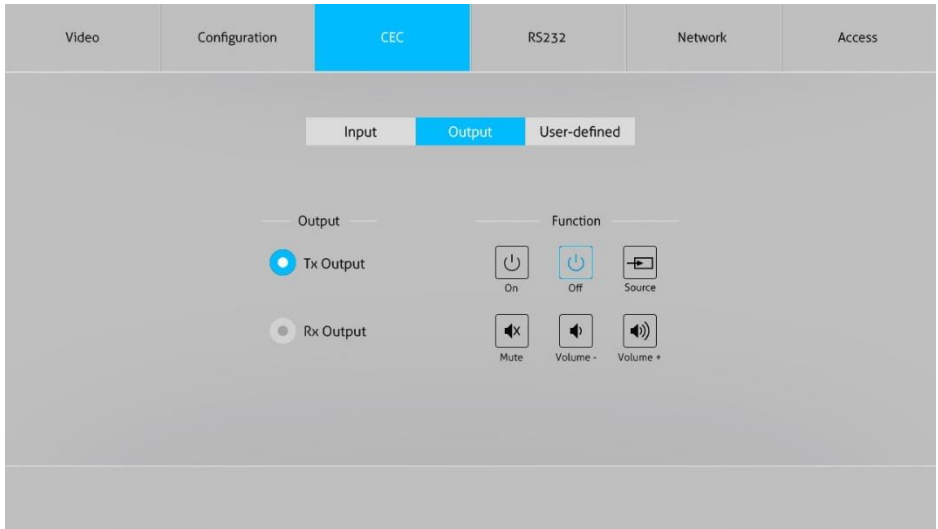 Video Configuration CEC RS232 Network Access
Input Output User-defined
Output Function
Tx Output
On Off Source
Rx Output
Mute Volume - Volume +